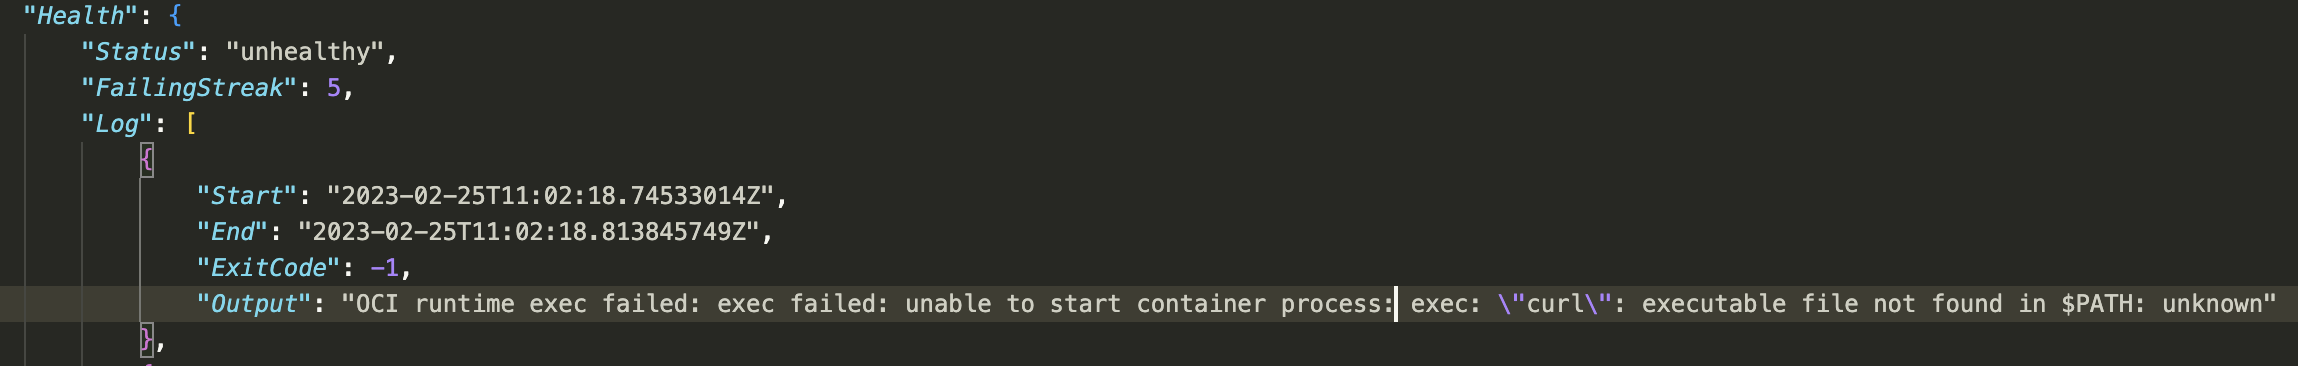 "Health": {
"Status": "unhealthy",
"FailingStreak": 5,
"Log": [
{
"Start": "2023-02-25T11:02:18.74533014Z",
"End": "2023-02-25T11:02:18.813845749Z",
"ExitCode": -1,
"Output": "OCI runtime exec failed: exec failed: unable to start container process: exec: \"curl\": executable file not found in $PATH: unknown"
},